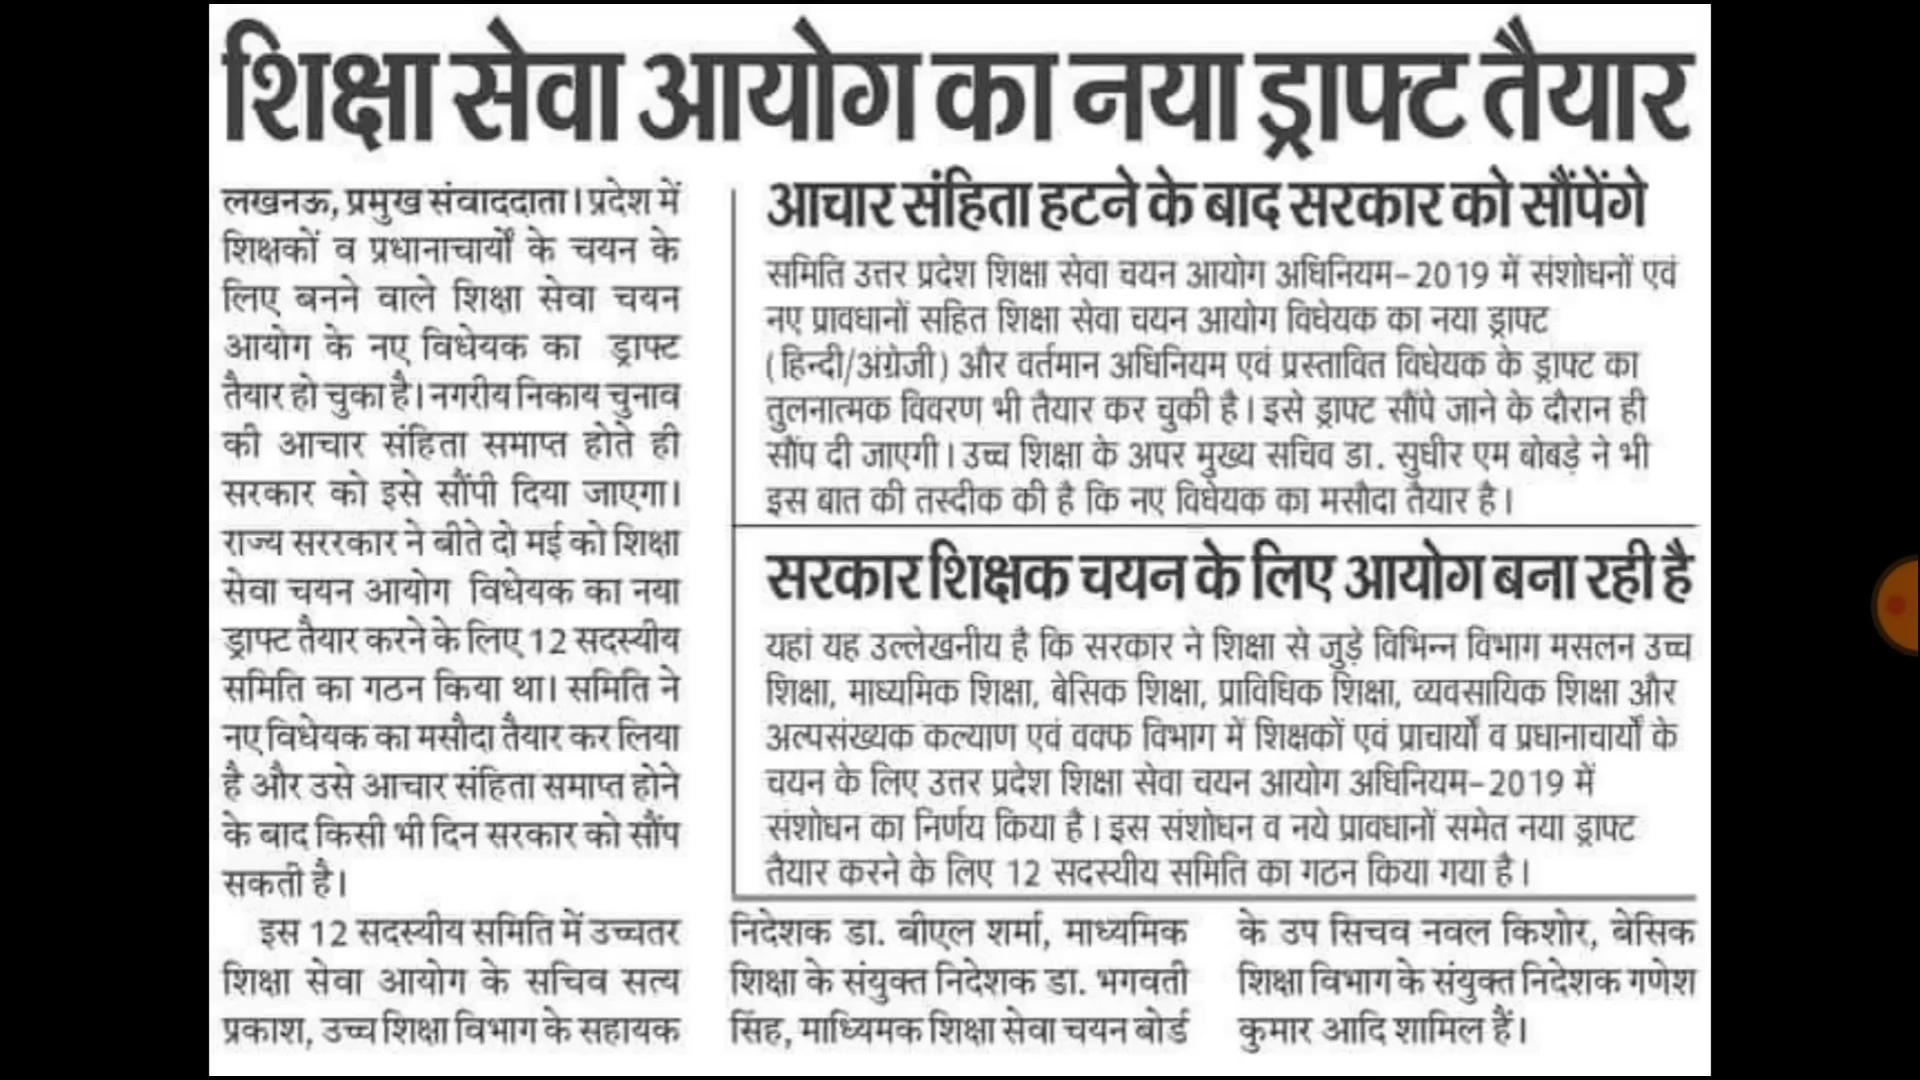 शिक्षा सेवा आयोग का नया ड्राफ्ट तैयार
लखनऊ, प्रमुख संवाददाता। प्रदेश में
शिक्षकों व प्रधानाचार्यों के चयन के
लिए बनने वाले शिक्षा सेवा चयन
आयोग के नए विधेयक का ड्राफ्ट
तैयार हो चुका है। नगरीय निकाय चुनाव
की आचार संहिता समाप्त होते ही
सरकार को इसे सौंपी दिया जाएगा।
राज्य सररकार ने बीते दो मई को शिक्षा
सेवा चयन आयोग विधेयक का नया
ड्राफ्ट तैयार करने के लिए 12 सदस्यीय
समिति का गठन किया था। समिति ने
नए विधेयक का मसौदा तैयार कर लिया
है और उसे आचार संहिता समाप्त होने
के बाद किसी भी दिन सरकार को सौंप
सकती है।
इस 12 सदस्यीय समिति में उच्चतर
शिक्षा सेवा आयोग के सचिव सत्य
प्रकाश, उच्च शिक्षा विभाग के सहायक
आचार संहिता हटने के बाद सरकार को सौंपेंगे
समिति उत्तर प्रदेश शिक्षा सेवा चयन आयोग अधिनियम-2019 में संशोधनों एवं
नए प्रावधानों सहित शिक्षा सेवा चयन आयोग विधेयक का नया ड्राफ्ट
(हिन्दी/अंग्रेजी) और वर्तमान अधिनियम एवं प्रस्तावित विधेयक के ड्राफ्ट का
तुलनात्मक विवरण भी तैयार कर चुकी है। इसे ड्राफ्ट सौंपे जाने के दौरान ही
सौंप दी जाएगी। उच्च शिक्षा के अपर मुख्य सचिव डा. सुधीर एम बोबड़े ने भी
इस बात की तस्दीक की है कि नए विधेयक का मसौदा तैयार है।
सरकार शिक्षक चयन के लिए आयोग बना रही है
यहां यह उल्लेखनीय है कि सरकार ने शिक्षा से जुड़े विभिन्न विभाग मसलन उच्च
शिक्षा, माध्यमिक शिक्षा, बेसिक शिक्षा, प्राविधिक शिक्षा, व्यवसायिक शिक्षा और
अल्पसंख्यक कल्याण एवं वक्फ विभाग में शिक्षकों एवं प्राचार्यों व प्रधानाचार्यों के
चयन के लिए उत्तर प्रदेश शिक्षा सेवा चयन आयोग अधिनियम-2019 में
संशोधन का निर्णय किया है। इस संशोधन व नये प्रावधानों समेत नया ड्राफ्ट
तैयार करने के लिए 12 सदस्यीय समिति का गठन किया गया है।
निदेशक डा. बीएल शर्मा, माध्यमिक
शिक्षा के संयुक्त निदेशक डा. भगवती
सिंह, माध्यिमक शिक्षा सेवा चयन बोर्ड
के उप सिचव नवल किशोर, बेसिक
शिक्षा विभाग के संयुक्त निदेशक गणेश
कुमार आदि शामिल हैं।